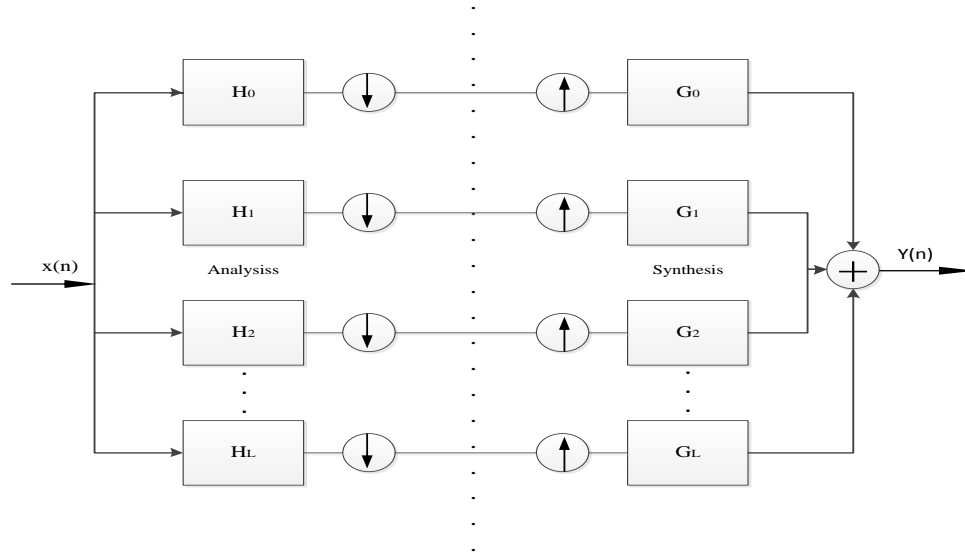 H0
G0
H1
G1
x(n)
Analysiss
Synthesis
+
Y(n)
H2
G2
HL
GL